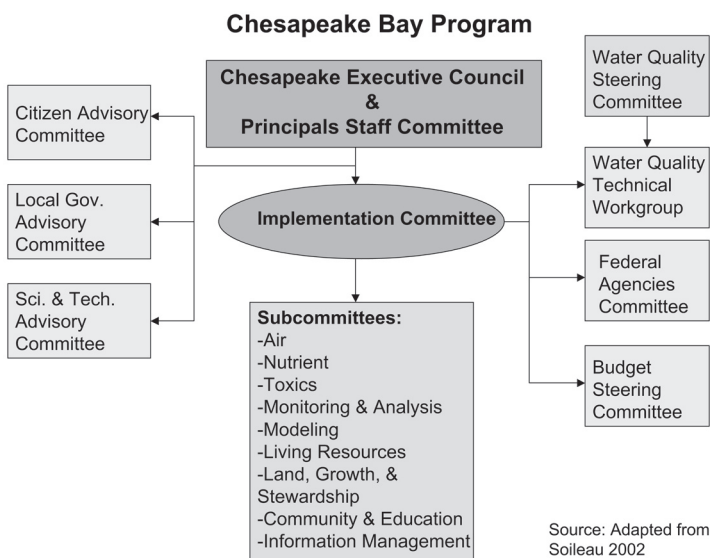 Chesapeake Bay Program
Chesapeake Executive Council
&
Principals Staff Committee
Water Quality
Steering
Committee
Citizen Advisory
Committee
Local Gov.
Advisory
Committee
Sci. & Tech.
Advisory
Committee
Implementation Committee
Water Quality
Technical
Workgroup
Federal
Agencies
Committee
Budget
Steering
Committee
Subcommittees:
-Air
-Nutrient
-Toxics
-Monitoring & Analysis
-Modeling
-Living Resources
-Land, Growth, &
Stewardship
-Community & Education
-Information Management
Source: Adapted from
Soileau 2002